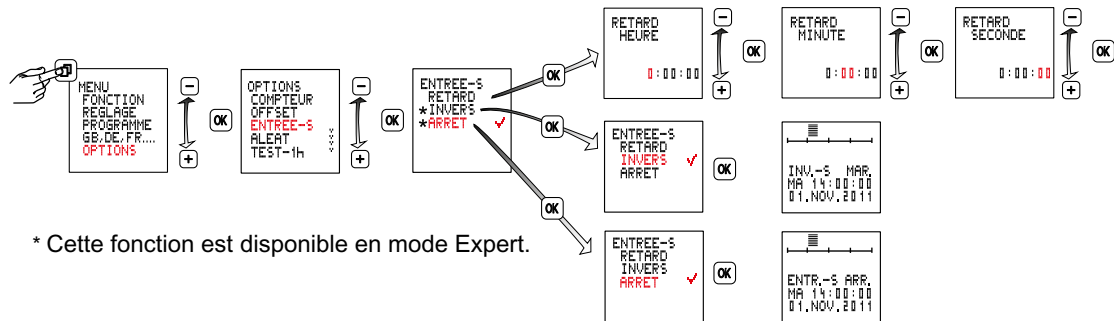 MENU
FONCTION
REGLAGE
PROGRAMME
GB,DE,FR....
OPTIONS
-
OK
+
OPTIONS
COMPTEUR
OFFSET
ENTREE-S
ALEAT
TEST-1h
-
OK
+
ENTREE-S
RETARD
*INVERS
*ARRET ✓
OK
OK
OK
RETARD
HEURE
0:00:00
-
OK
+
RETARD
MINUTE
0:00:00
-
OK
+
RETARD
SECONDE
0:00:00
-
OK
+
ENTREE-S
RETARD
INVERS ✓
ARRET
OK
INV.-S MAR.
MA 14:00:00
01.NOV.2011
ENTREE-S
RETARD
INVERS
ARRET ✓
OK
ENTR.-S ARR.
MA 14:00:00
01.NOV.2011
* Cette fonction est disponible en mode Expert.